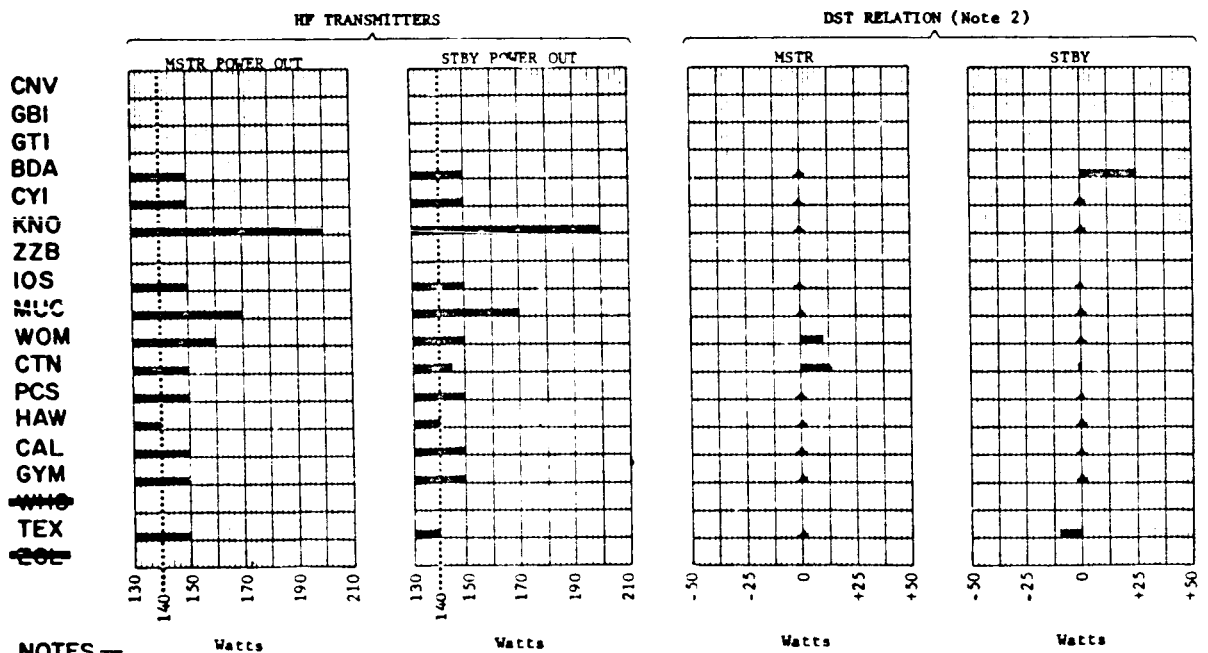 HF TRANSMITTERS
DST RELATION (Note 2)
MSTR POWER OUT
STBY POWER OUT
MSTR
STBY
CNV
GBI
GTI
BDA
CYI
KNO
ZZB
IOS
MUC
WOM
CTN
PCS
HAW
CAL
GYM
WHS
TEX
EGL
130 140 150 170 190 210
130 140 150 170 190 210
-50 -25 0 +25 +50
-50 -25 0 +25 +50
Watts
Watts
Watts
Watts
NOTES —